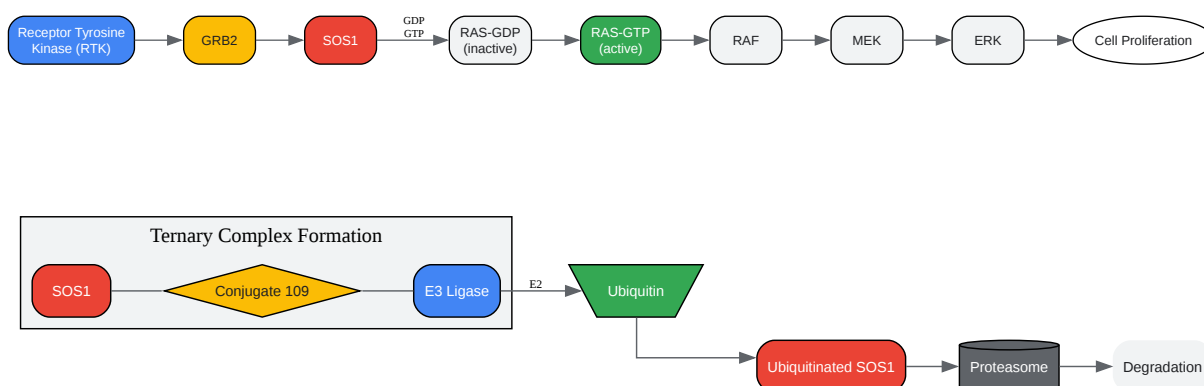 Receptor Tyrosine
Kinase (RTK)
GRB2
SOS1
GDP
GTP
RAS-GDP
(inactive)
RAS-GTP
(active)
RAF
MEK
ERK
Cell Proliferation
Ternary Complex Formation
SOS1
Conjugate 109
E3 Ligase
E2
Ubiquitin
Ubiquitinated SOS1
Proteasome
Degradation